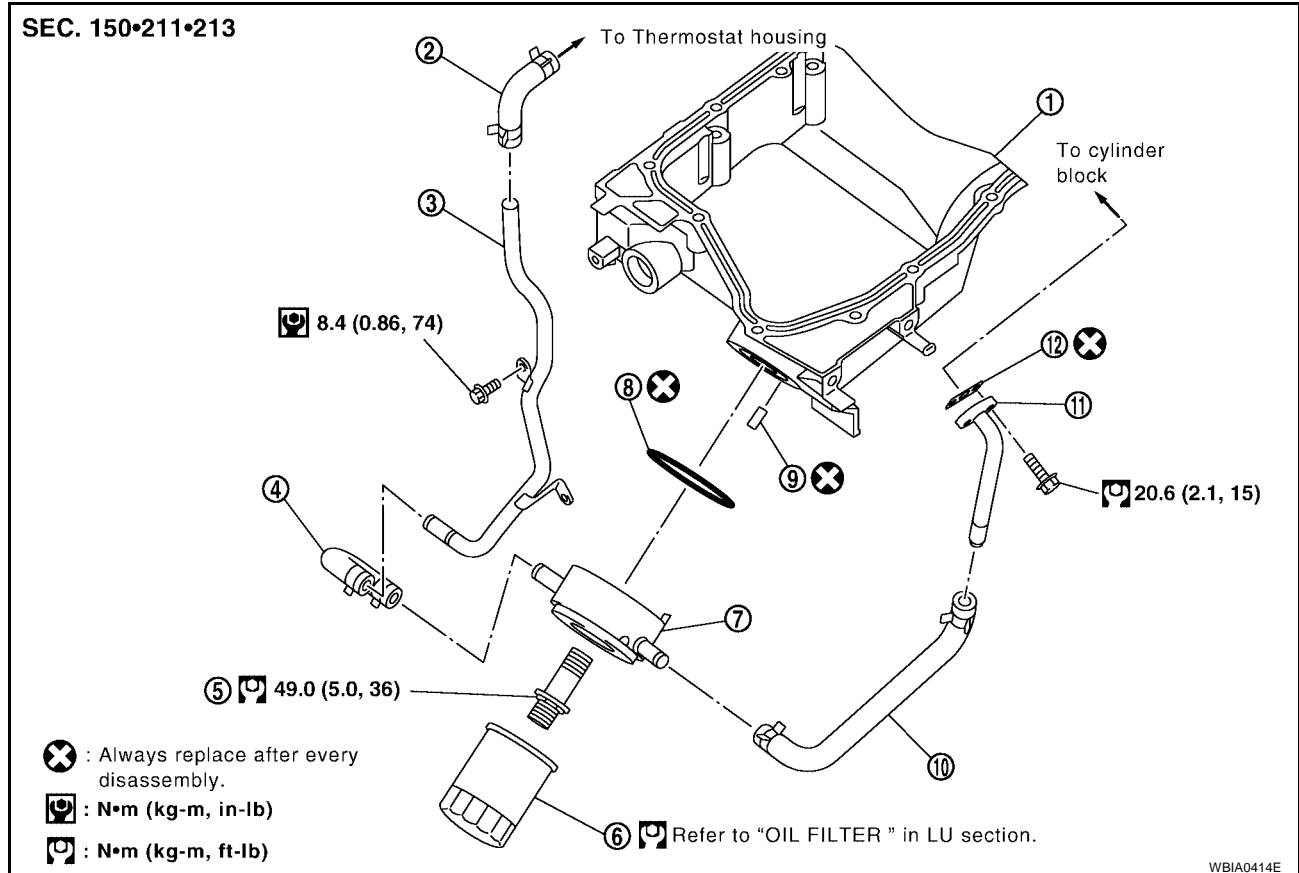 SEC. 150•211•213
② To Thermostat housing
①
To cylinder
block
③
8.4 (0.86, 74)
⑫
⑧
⑪
⑨
④
20.6 (2.1, 15)
⑦
⑤ 49.0 (5.0, 36)
⑩
: Always replace after every
disassembly.
: N•m (kg-m, in-lb)
: N•m (kg-m, ft-lb)
⑥ Refer to "OIL FILTER " in LU section.
WBIA0414E